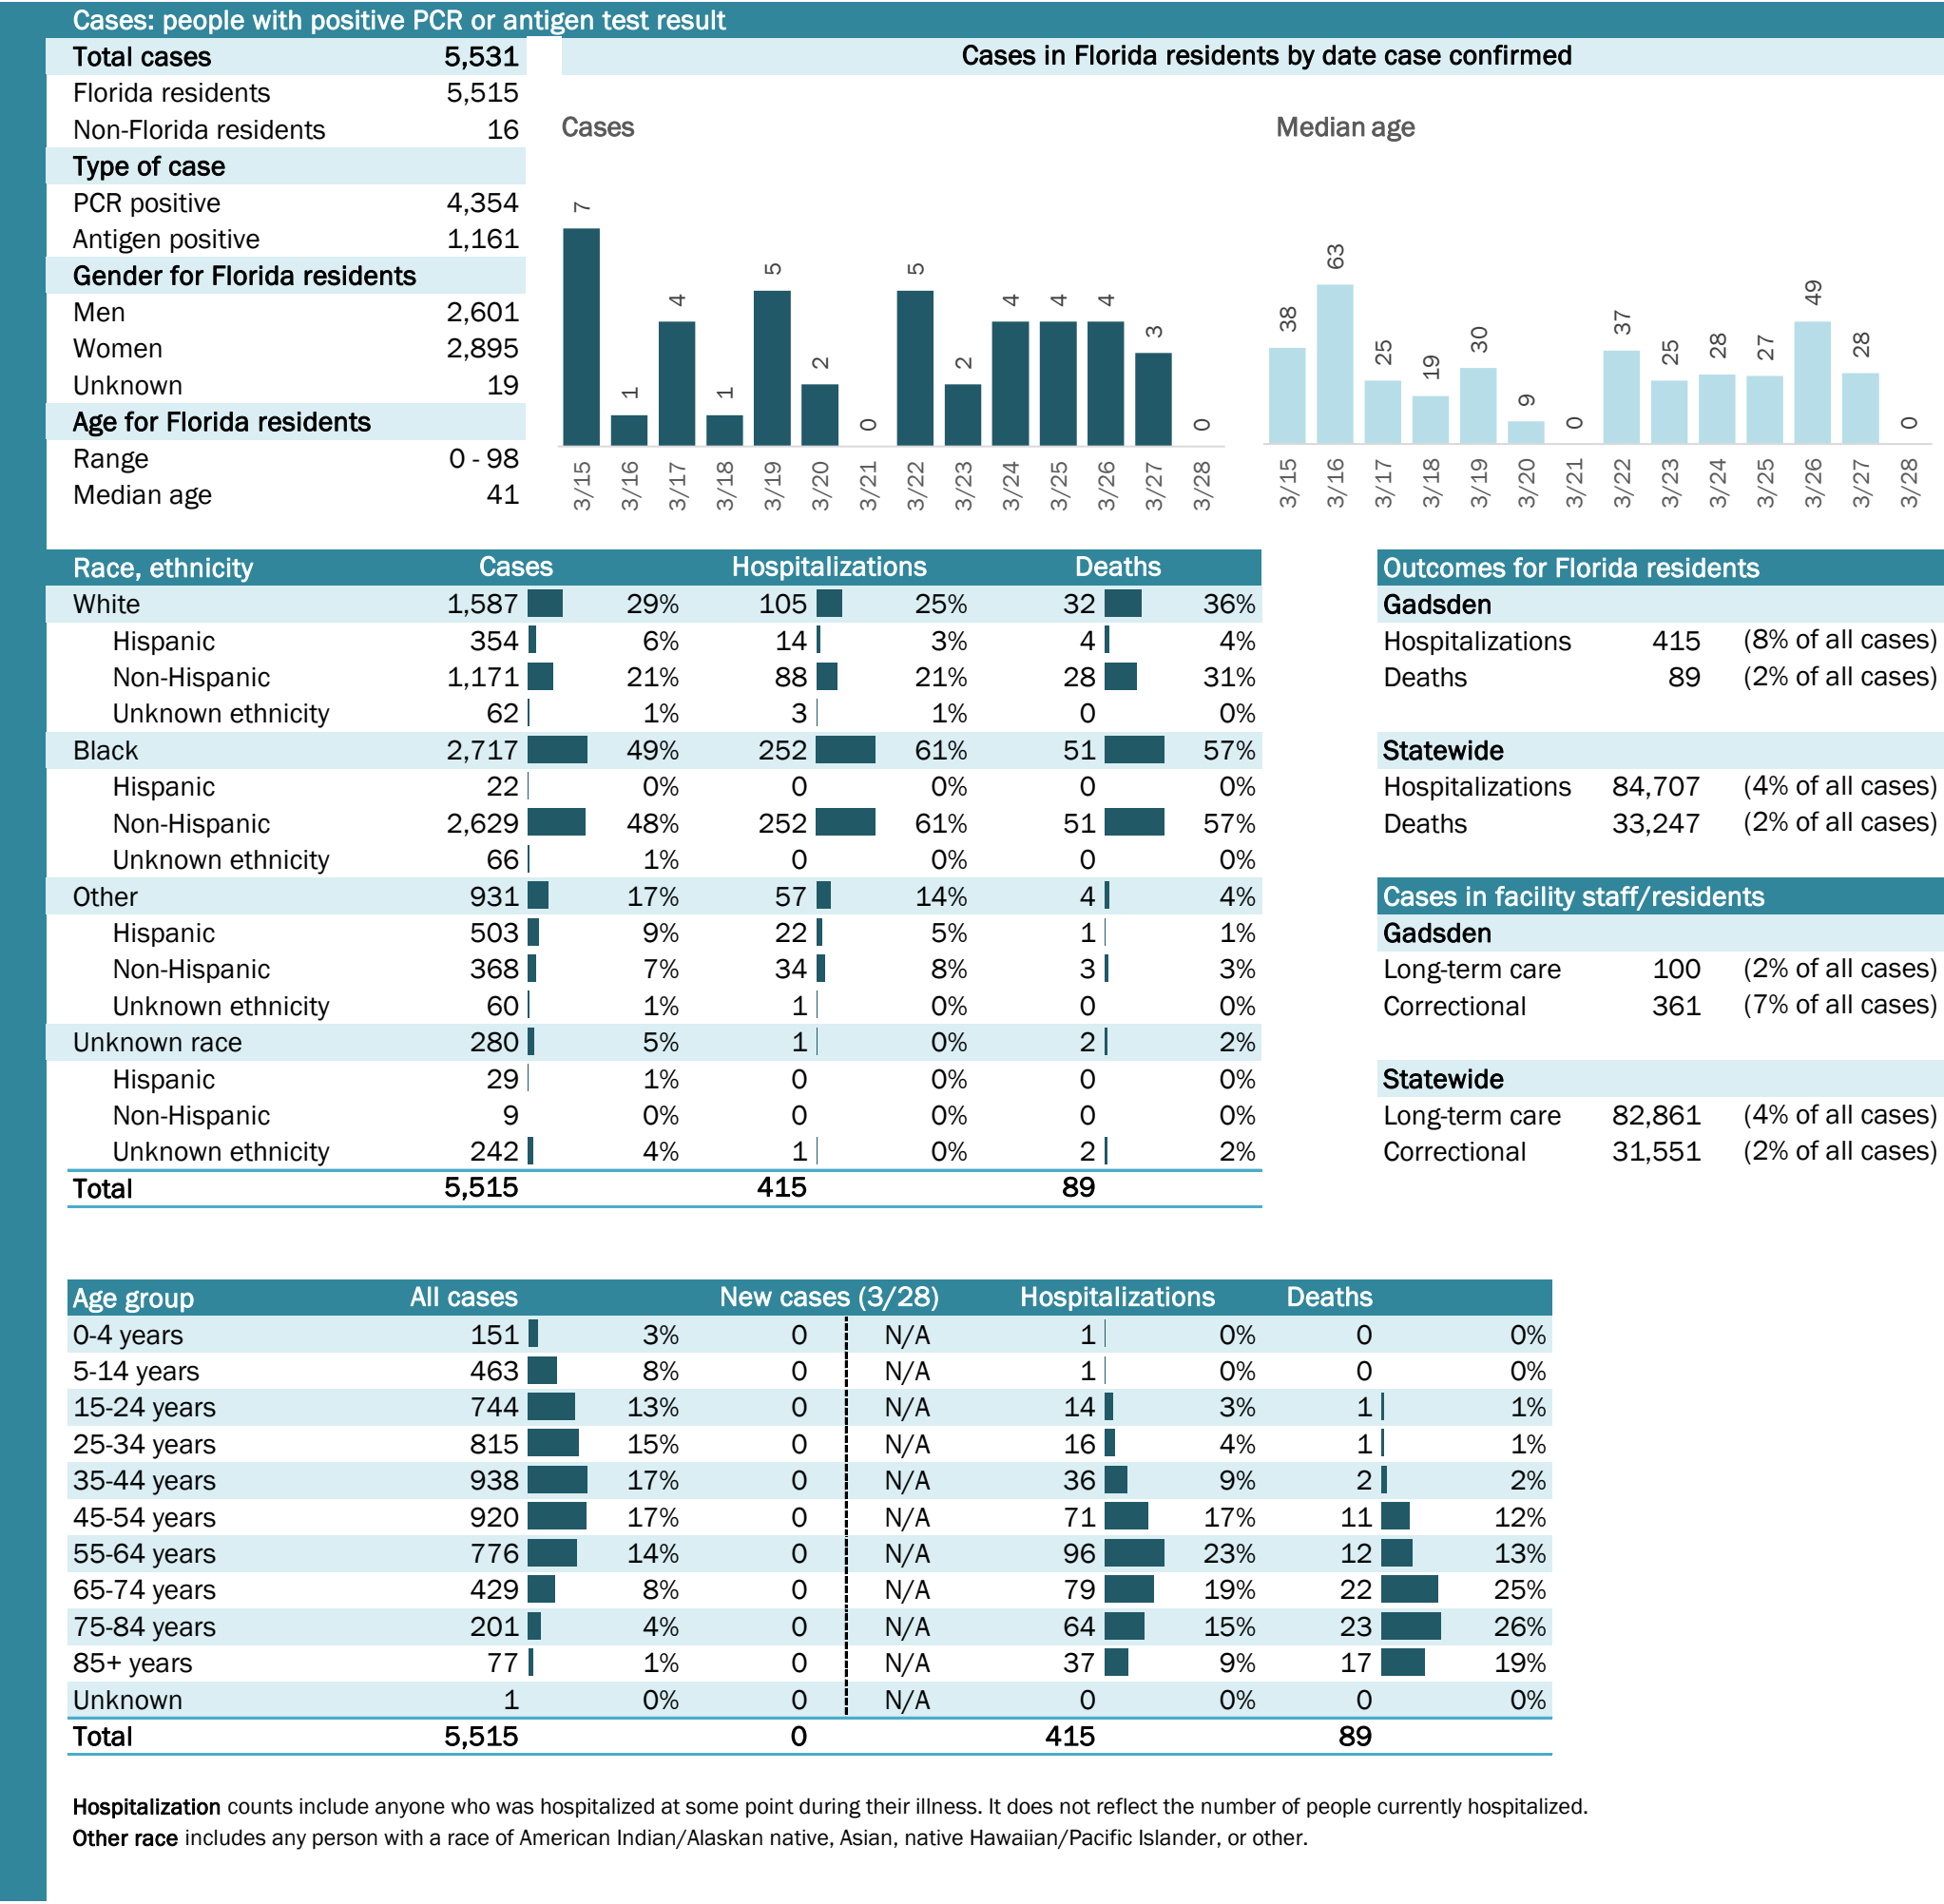 Cases: people with positive PCR or antigen test result
Total cases 5,531
Florida residents 5,515
Non-Florida residents 16
Type of case
PCR positive 4,354
Antigen positive 1,161
Gender for Florida residents
Men 2,601
Women 2,895
Unknown 19
Age for Florida residents
Range 0 - 98
Median age 41
Cases in Florida residents by date case confirmed
Cases
7 1 4 1 5 2 0 5 2 4 4 4 3 0
3/15 3/16 3/17 3/18 3/19 3/20 3/21 3/22 3/23 3/24 3/25 3/26 3/27 3/28
Median age
38 63 25 19 30 9 0 37 25 28 27 49 28 0
3/15 3/16 3/17 3/18 3/19 3/20 3/21 3/22 3/23 3/24 3/25 3/26 3/27 3/28
Race, ethnicity Cases Hospitalizations Deaths
White 1,587 29% 105 25% 32 36%
Hispanic 354 6% 14 3% 4 4%
Non-Hispanic 1,171 21% 88 21% 28 31%
Unknown ethnicity 62 1% 3 1% 0 0%
Black 2,717 49% 252 61% 51 57%
Hispanic 22 0% 0 0% 0 0%
Non-Hispanic 2,629 48% 252 61% 51 57%
Unknown ethnicity 66 1% 0 0% 0 0%
Other 931 17% 57 14% 4 4%
Hispanic 503 9% 22 5% 1 1%
Non-Hispanic 368 7% 34 8% 3 3%
Unknown ethnicity 60 1% 1 0% 0 0%
Unknown race 280 5% 1 0% 2 2%
Hispanic 29 1% 0 0% 0 0%
Non-Hispanic 9 0% 0 0% 0 0%
Unknown ethnicity 242 4% 1 0% 2 2%
Total 5,515 415 89
Outcomes for Florida residents
Gadsden
Hospitalizations 415 (8% of all cases)
Deaths 89 (2% of all cases)
Statewide
Hospitalizations 84,707 (4% of all cases)
Deaths 33,247 (2% of all cases)
Cases in facility staff/residents
Gadsden
Long-term care 100 (2% of all cases)
Correctional 361 (7% of all cases)
Statewide
Long-term care 82,861 (4% of all cases)
Correctional 31,551 (2% of all cases)
Age group All cases New cases (3/28) Hospitalizations Deaths
0-4 years 151 3% 0 N/A 1 0% 0 0%
5-14 years 463 8% 0 N/A 1 0% 0 0%
15-24 years 744 13% 0 N/A 14 3% 1 1%
25-34 years 815 15% 0 N/A 16 4% 1 1%
35-44 years 938 17% 0 N/A 36 9% 2 2%
45-54 years 920 17% 0 N/A 71 17% 11 12%
55-64 years 776 14% 0 N/A 96 23% 12 13%
65-74 years 429 8% 0 N/A 79 19% 22 25%
75-84 years 201 4% 0 N/A 64 15% 23 26%
85+ years 77 1% 0 N/A 37 9% 17 19%
Unknown 1 0% 0 N/A 0 0% 0 0%
Total 5,515 0 415 89
Hospitalization counts include anyone who was hospitalized at some point during their illness. It does not reflect the number of people currently hospitalized.
Other race includes any person with a race of American Indian/Alaskan native, Asian, native Hawaiian/Pacific Islander, or other.